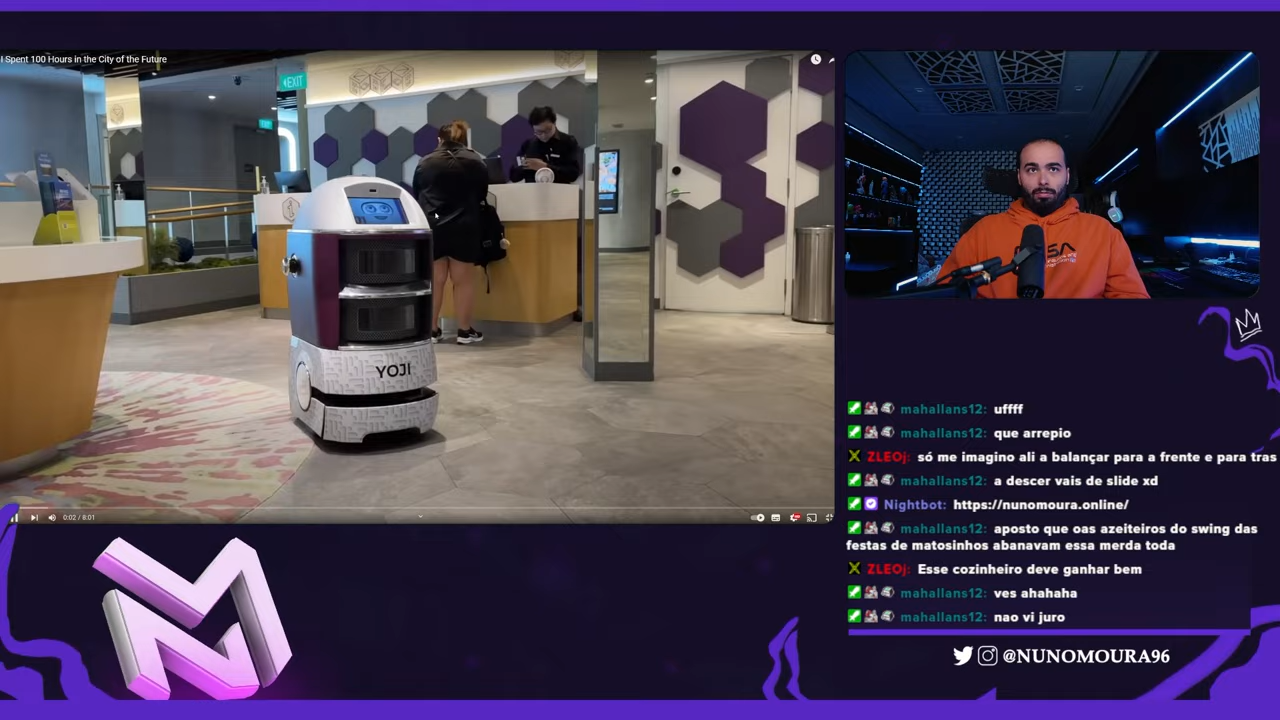 I Spent 100 Hours in the City of the Future
EXIT
YOJI
0:02 / 8:01
mahallans12: uffff
mahallans12: que arrepio
ZLEOj: só me imagino ali a balançar para a frente e para tras
mahallans12: a descer vais de slide xd
Nightbot: https://nunomoura.online/
mahallans12: aposto que oas azeiteiros do swing das
festas de matosinhos abanavam essa merda toda
ZLEOj: Esse cozinheiro deve ganhar bem
mahallans12: ves ahahaha
mahallans12: nao vi juro
@NUNOMOURA96